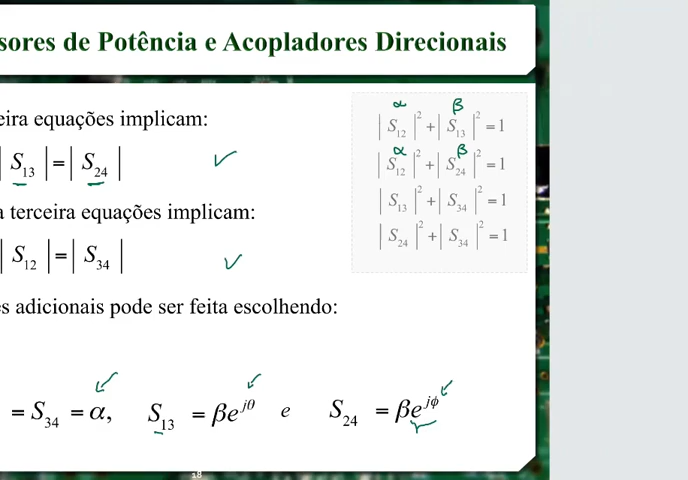 sores de Potência e Acopladores Direcionais
eira equações implicam:
| S₁₃ | = | S₂₄ |
a terceira equações implicam:
| S₁₂ | = | S₃₄ |
es adicionais pode ser feita escolhendo:
= S₃₄ = α, S₁₃ = βe^{jθ} e S₂₄ = βe^{jϕ}
α β
| S₁₂ |² + | S₁₃ |² = 1
α β
| S₁₂ |² + | S₂₄ |² = 1
| S₁₃ |² + | S₃₄ |² = 1
| S₂₄ |² + | S₃₄ |² = 1
18